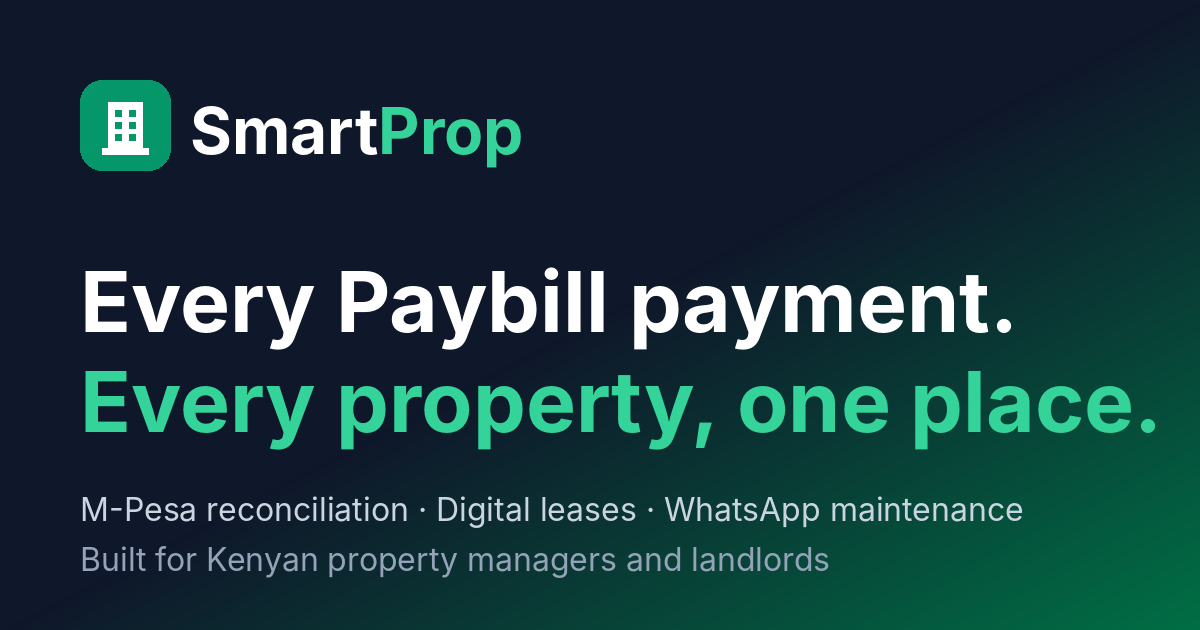 SmartProp
Every Paybill payment.
Every property, one place.
M-Pesa reconciliation · Digital leases · WhatsApp maintenance
Built for Kenyan property managers and landlords